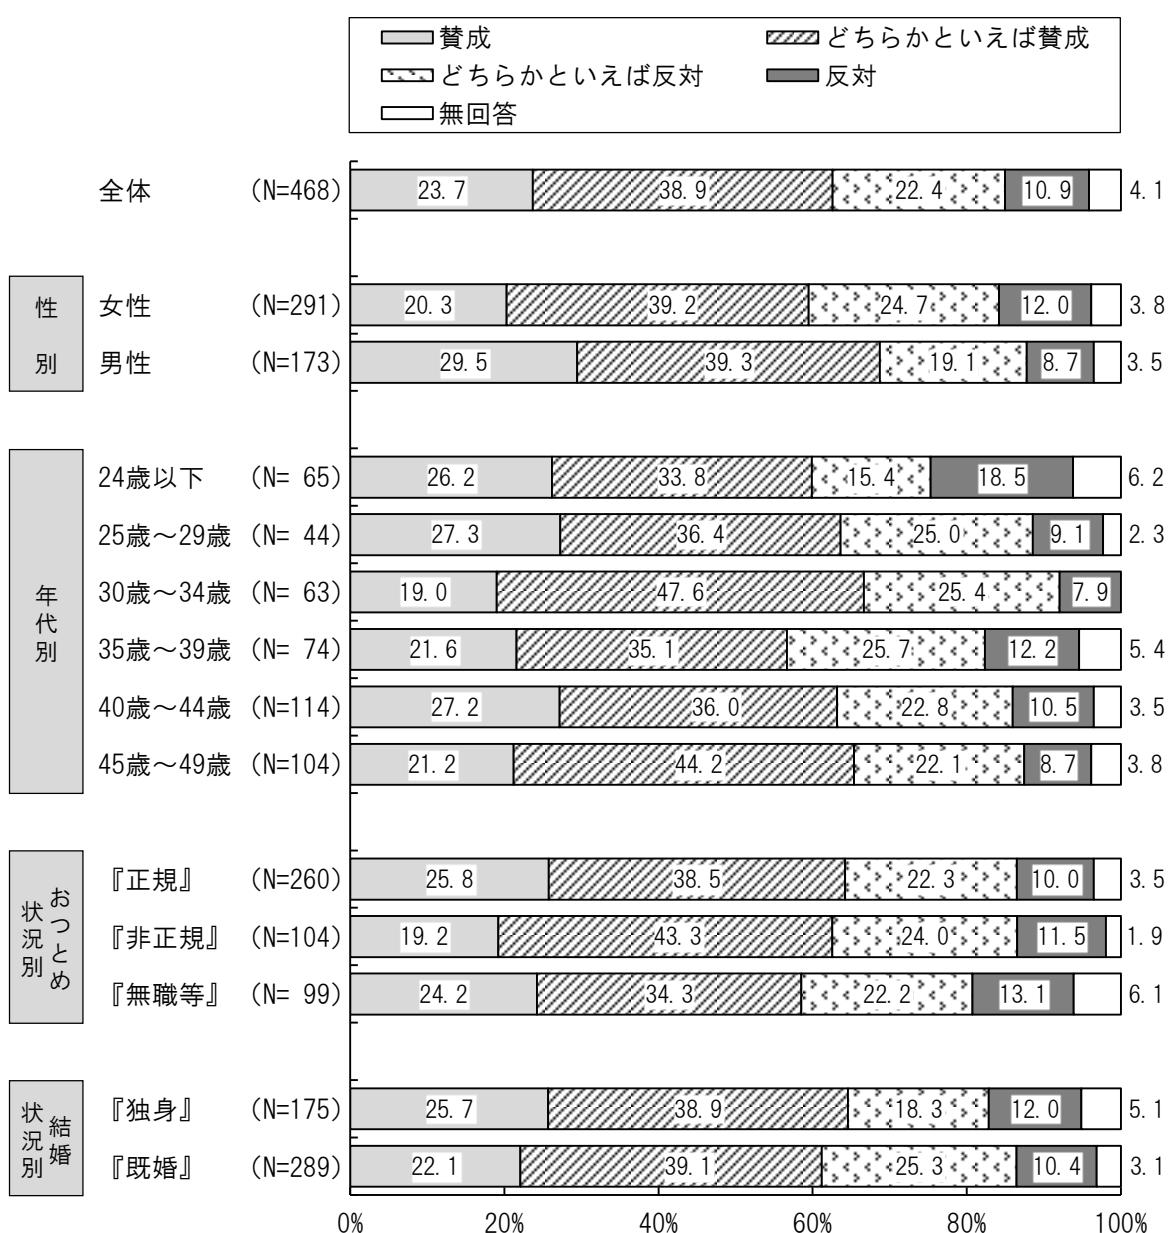 賛成 どちらかといえば賛成
どちらかといえば反対 反対
無回答
全体 (N=468) 23.7 38.9 22.4 10.9 4.1
性別
女性 (N=291) 20.3 39.2 24.7 12.0 3.8
男性 (N=173) 29.5 39.3 19.1 8.7 3.5
年代別
24歳以下 (N= 65) 26.2 33.8 15.4 18.5 6.2
25歳～29歳 (N= 44) 27.3 36.4 25.0 9.1 2.3
30歳～34歳 (N= 63) 19.0 47.6 25.4 7.9
35歳～39歳 (N= 74) 21.6 35.1 25.7 12.2 5.4
40歳～44歳 (N=114) 27.2 36.0 22.8 10.5 3.5
45歳～49歳 (N=104) 21.2 44.2 22.1 8.7 3.8
おつとめ状況別
『正規』 (N=260) 25.8 38.5 22.3 10.0 3.5
『非正規』 (N=104) 19.2 43.3 24.0 11.5 1.9
『無職等』 (N= 99) 24.2 34.3 22.2 13.1 6.1
結婚状況別
『独身』 (N=175) 25.7 38.9 18.3 12.0 5.1
『既婚』 (N=289) 22.1 39.1 25.3 10.4 3.1
0% 20% 40% 60% 80% 100%